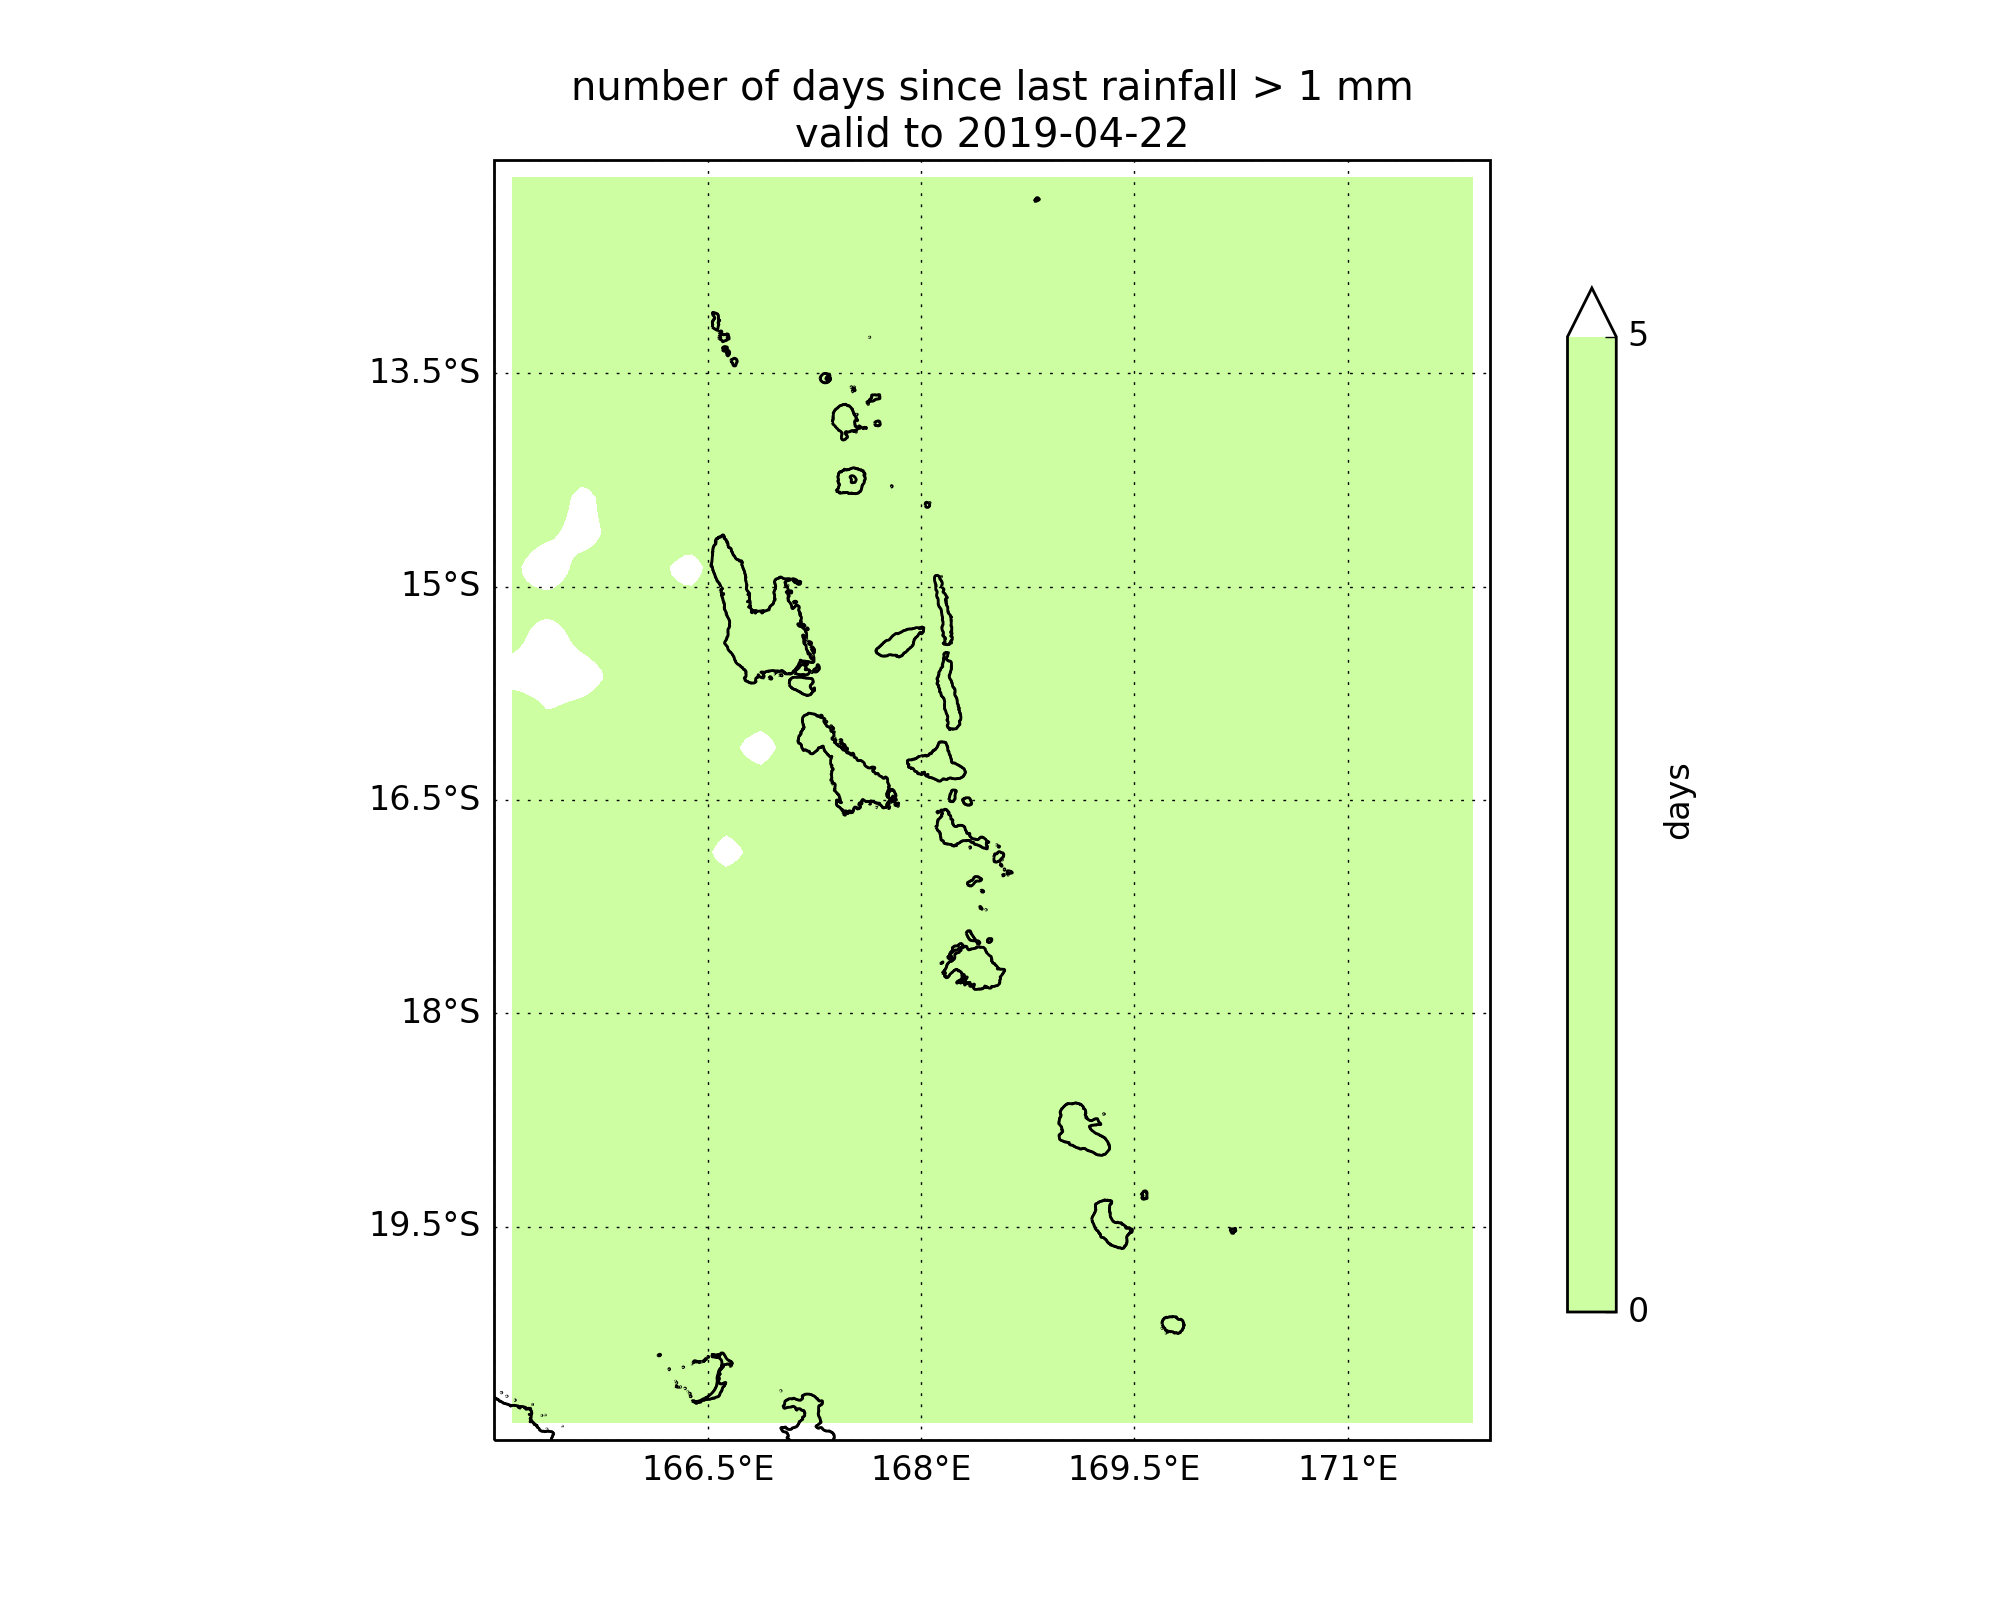 number of days since last rainfall > 1 mm
valid to 2019-04-22
13.5°S
15°S
16.5°S
18°S
19.5°S
166.5°E
168°E
169.5°E
171°E
5
0
days